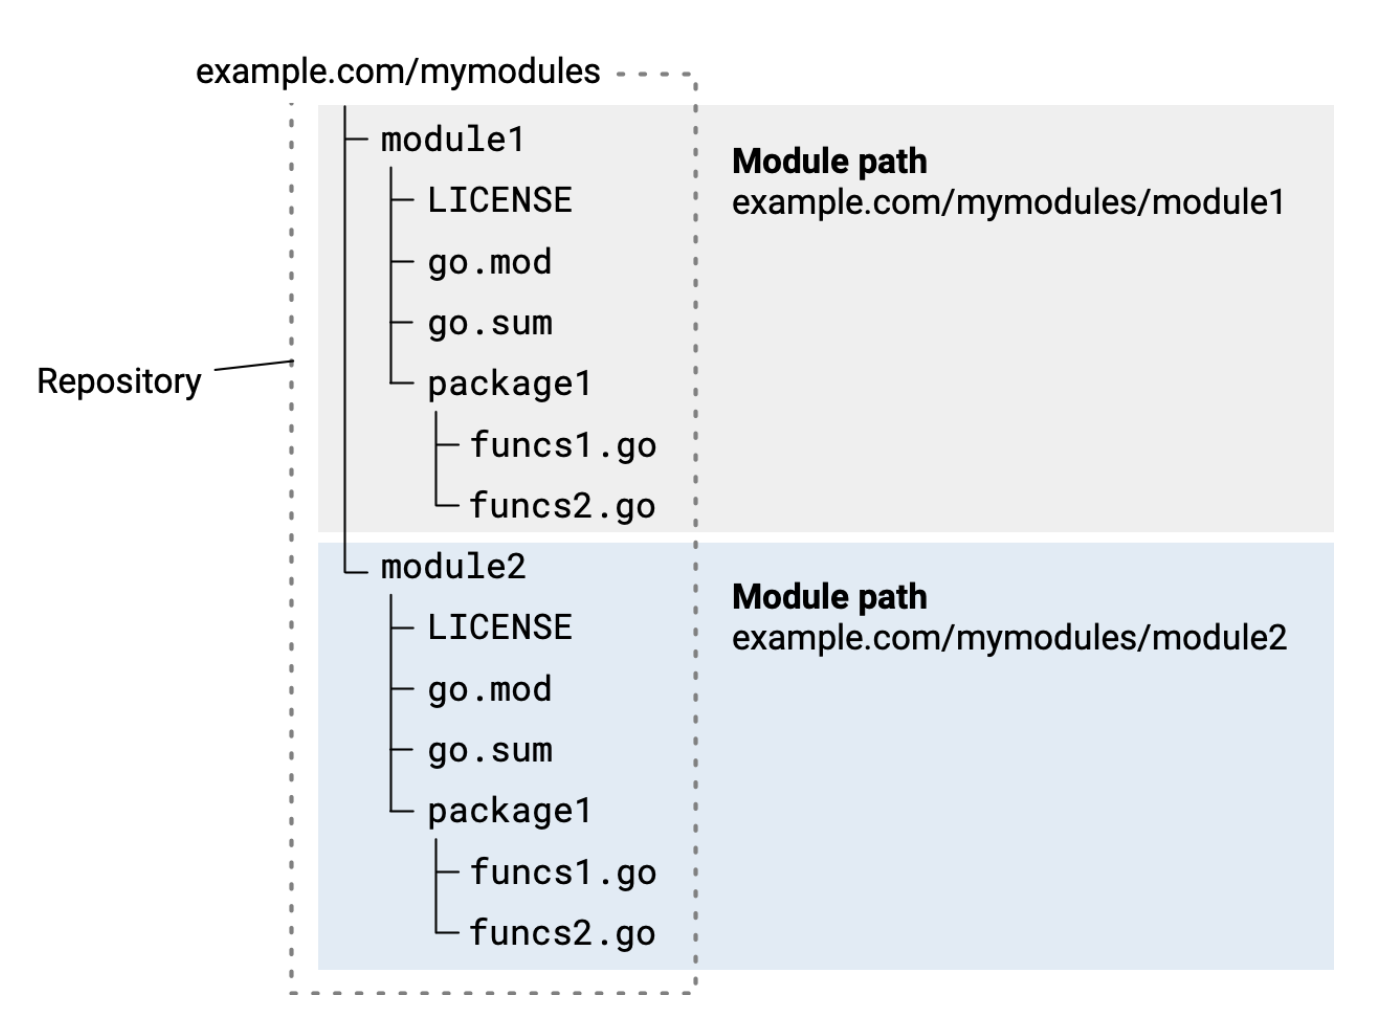 example.com/mymodules
module1
LICENSE
go.mod
go.sum
package1
funcs1.go
funcs2.go
Module path
example.com/mymodules/module1
Repository
module2
LICENSE
go.mod
go.sum
package1
funcs1.go
funcs2.go
Module path
example.com/mymodules/module2